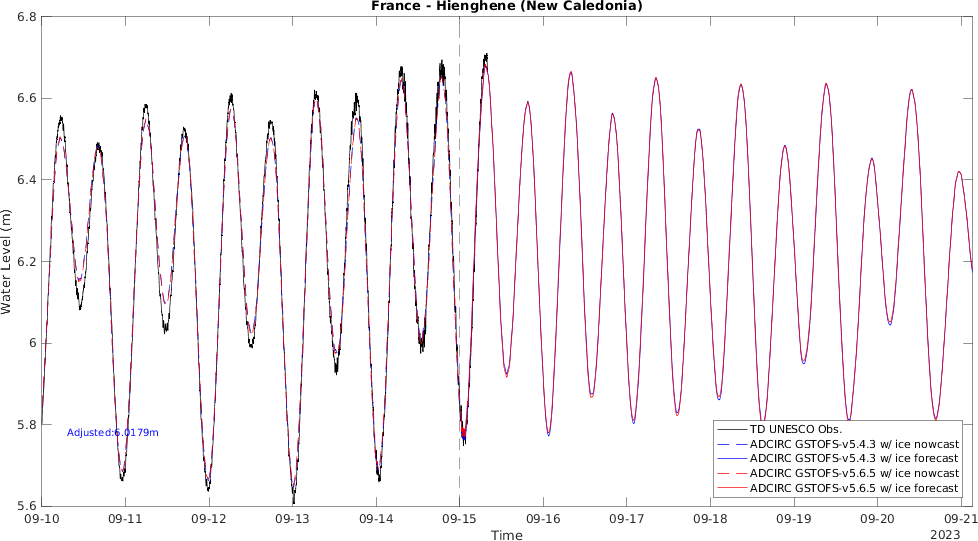 France - Hienghene (New Caledonia)
6.8
6.6
6.4
6.2
6
5.8
5.6
Water Level (m)
Adjusted:6.0179m
TD UNESCO Obs.
ADCIRC GSTOFS-v5.4.3 w/ ice nowcast
ADCIRC GSTOFS-v5.4.3 w/ ice forecast
ADCIRC GSTOFS-v5.6.5 w/ ice nowcast
ADCIRC GSTOFS-v5.6.5 w/ ice forecast
09-10 09-11 09-12 09-13 09-14 09-15 09-16 09-17 09-18 09-19 09-20 09-21
Time
2023